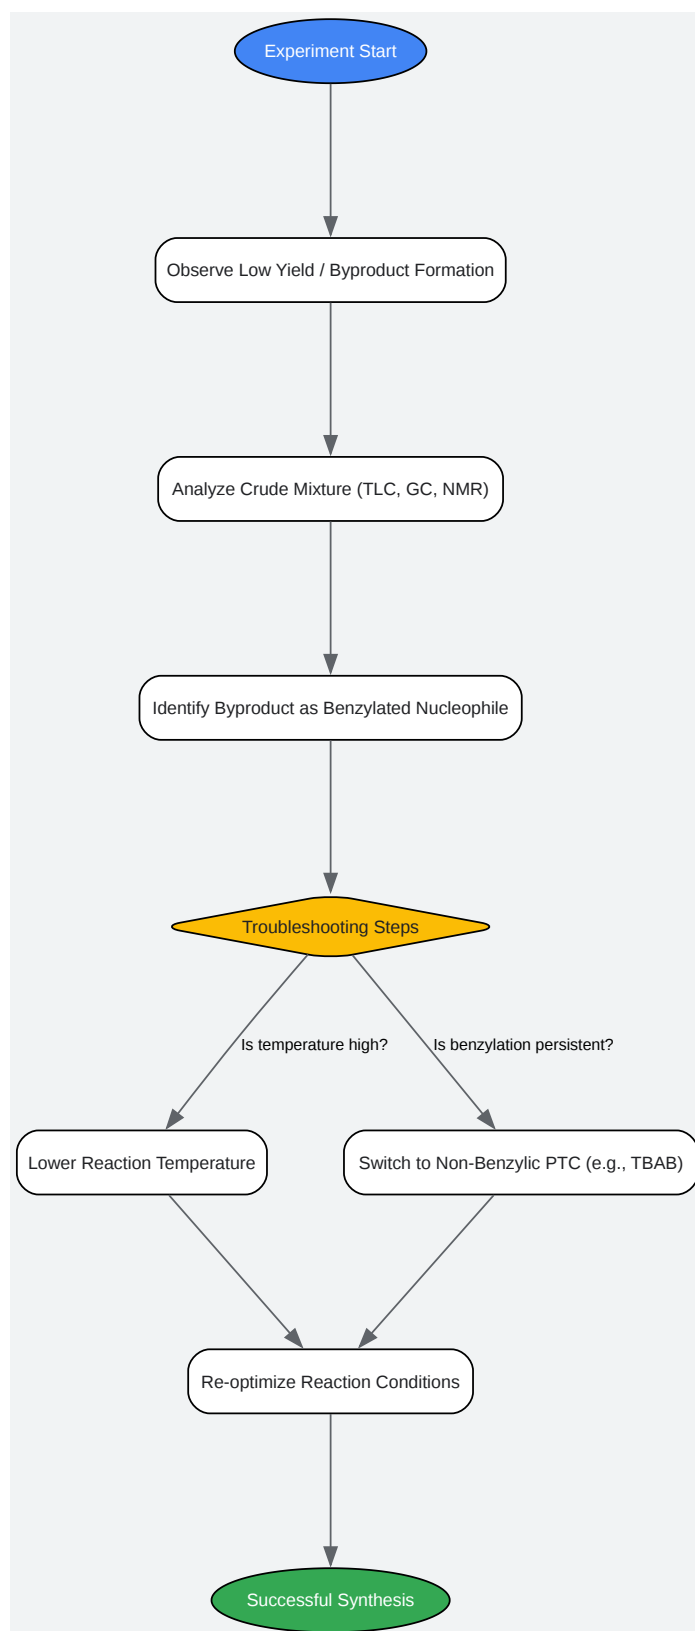 Experiment Start
Observe Low Yield / Byproduct Formation
Analyze Crude Mixture (TLC, GC, NMR)
Identify Byproduct as Benzylated Nucleophile
Troubleshooting Steps
Is temperature high?
Is benzylation persistent?
Lower Reaction Temperature
Switch to Non-Benzylic PTC (e.g., TBAB)
Re-optimize Reaction Conditions
Successful Synthesis